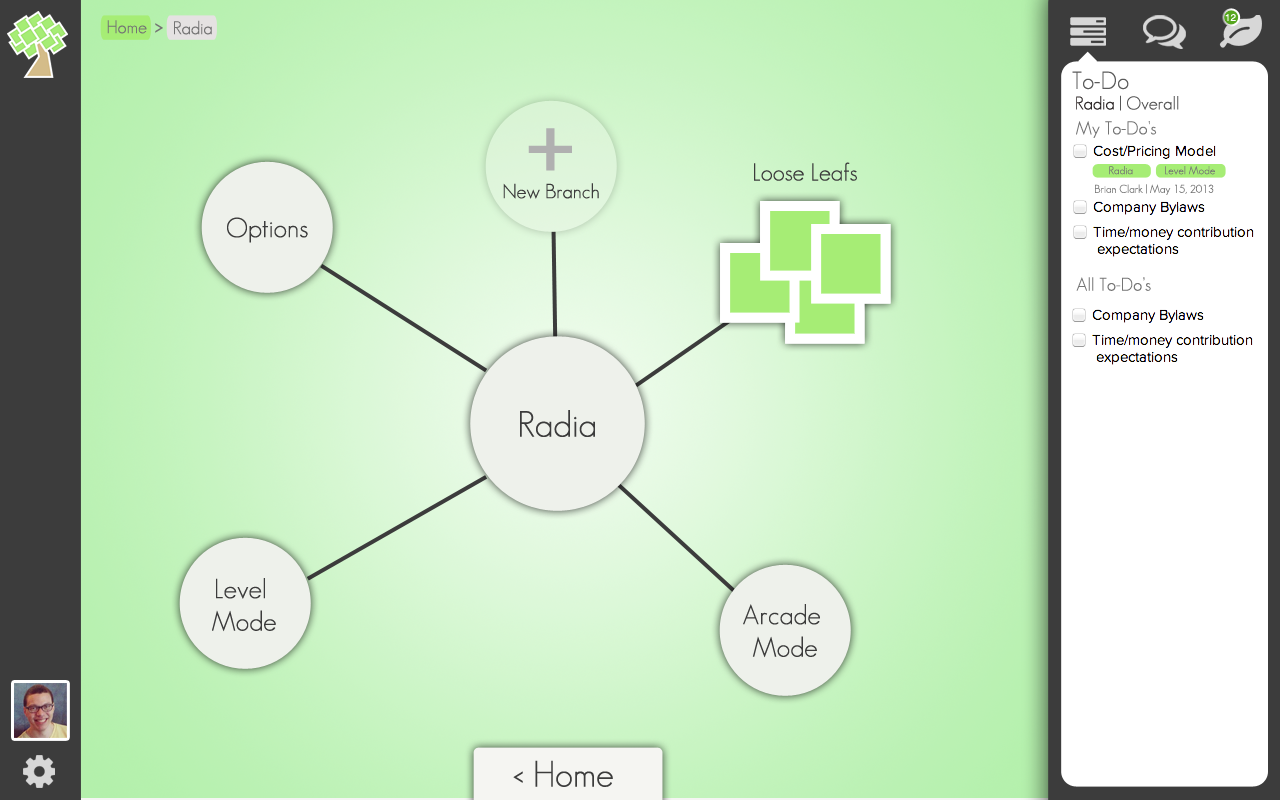 Home > Radia
12
New Branch
Options
Loose Leafs
Radia
Level
Mode
Arcade
Mode
< Home
To-Do
Radia | Overall
My To-Do's
Cost/Pricing Model
Radia Level Mode
Brian Clark | May 15, 2013
Company Bylaws
Time/money contribution
expectations
All To-Do's
Company Bylaws
Time/money contribution
expectations